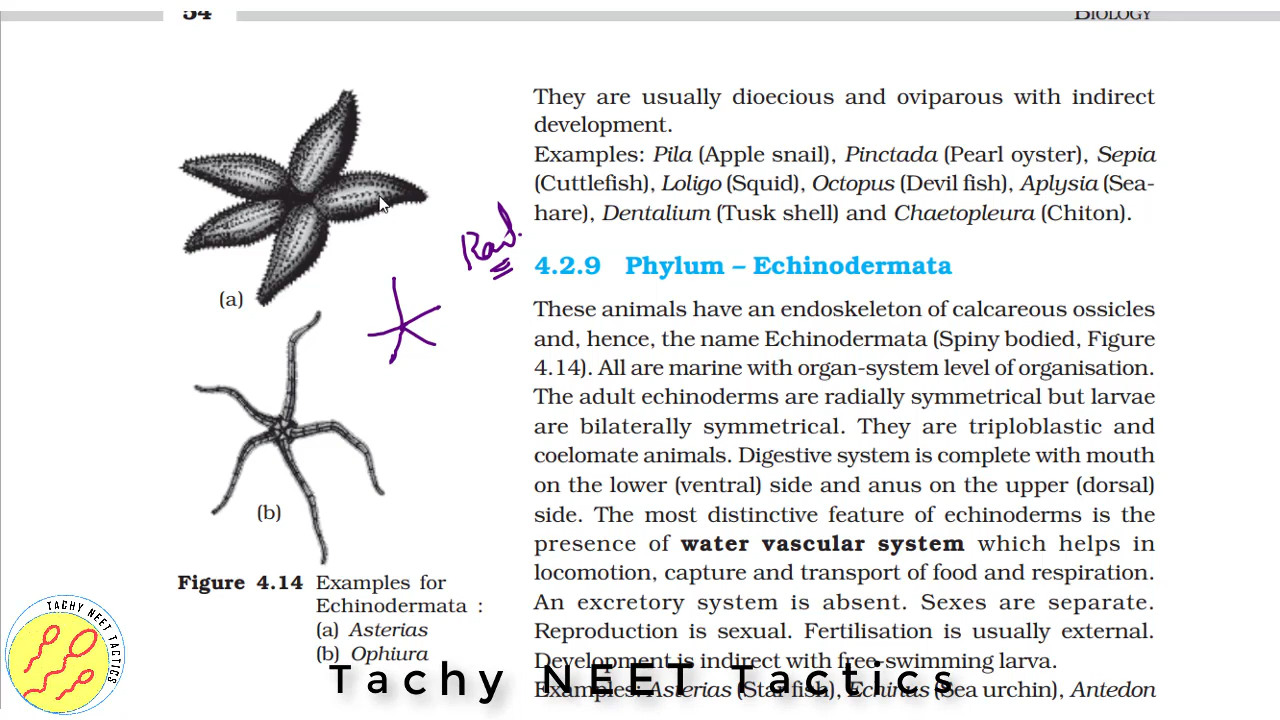 54
BIOLOGY
They are usually dioecious and oviparous with indirect
development.
Examples: Pila (Apple snail), Pinctada (Pearl oyster), Sepia
(Cuttlefish), Loligo (Squid), Octopus (Devil fish), Aplysia (Sea-
hare), Dentalium (Tusk shell) and Chaetopleura (Chiton).
4.2.9 Phylum – Echinodermata
These animals have an endoskeleton of calcareous ossicles
and, hence, the name Echinodermata (Spiny bodied, Figure
4.14). All are marine with organ-system level of organisation.
The adult echinoderms are radially symmetrical but larvae
are bilaterally symmetrical. They are triploblastic and
coelomate animals. Digestive system is complete with mouth
on the lower (ventral) side and anus on the upper (dorsal)
side. The most distinctive feature of echinoderms is the
presence of water vascular system which helps in
locomotion, capture and transport of food and respiration.
An excretory system is absent. Sexes are separate.
Reproduction is sexual. Fertilisation is usually external.
Development is indirect with free-swimming larva.
Examples: Asterias (Star fish), Echinus (Sea urchin), Antedon
Rad.
(a)
(b)
Figure 4.14 Examples for
Echinodermata :
(a) Asterias
(b) Ophiura
TACHY NEET TACTICS
Tachy NEET Tactics